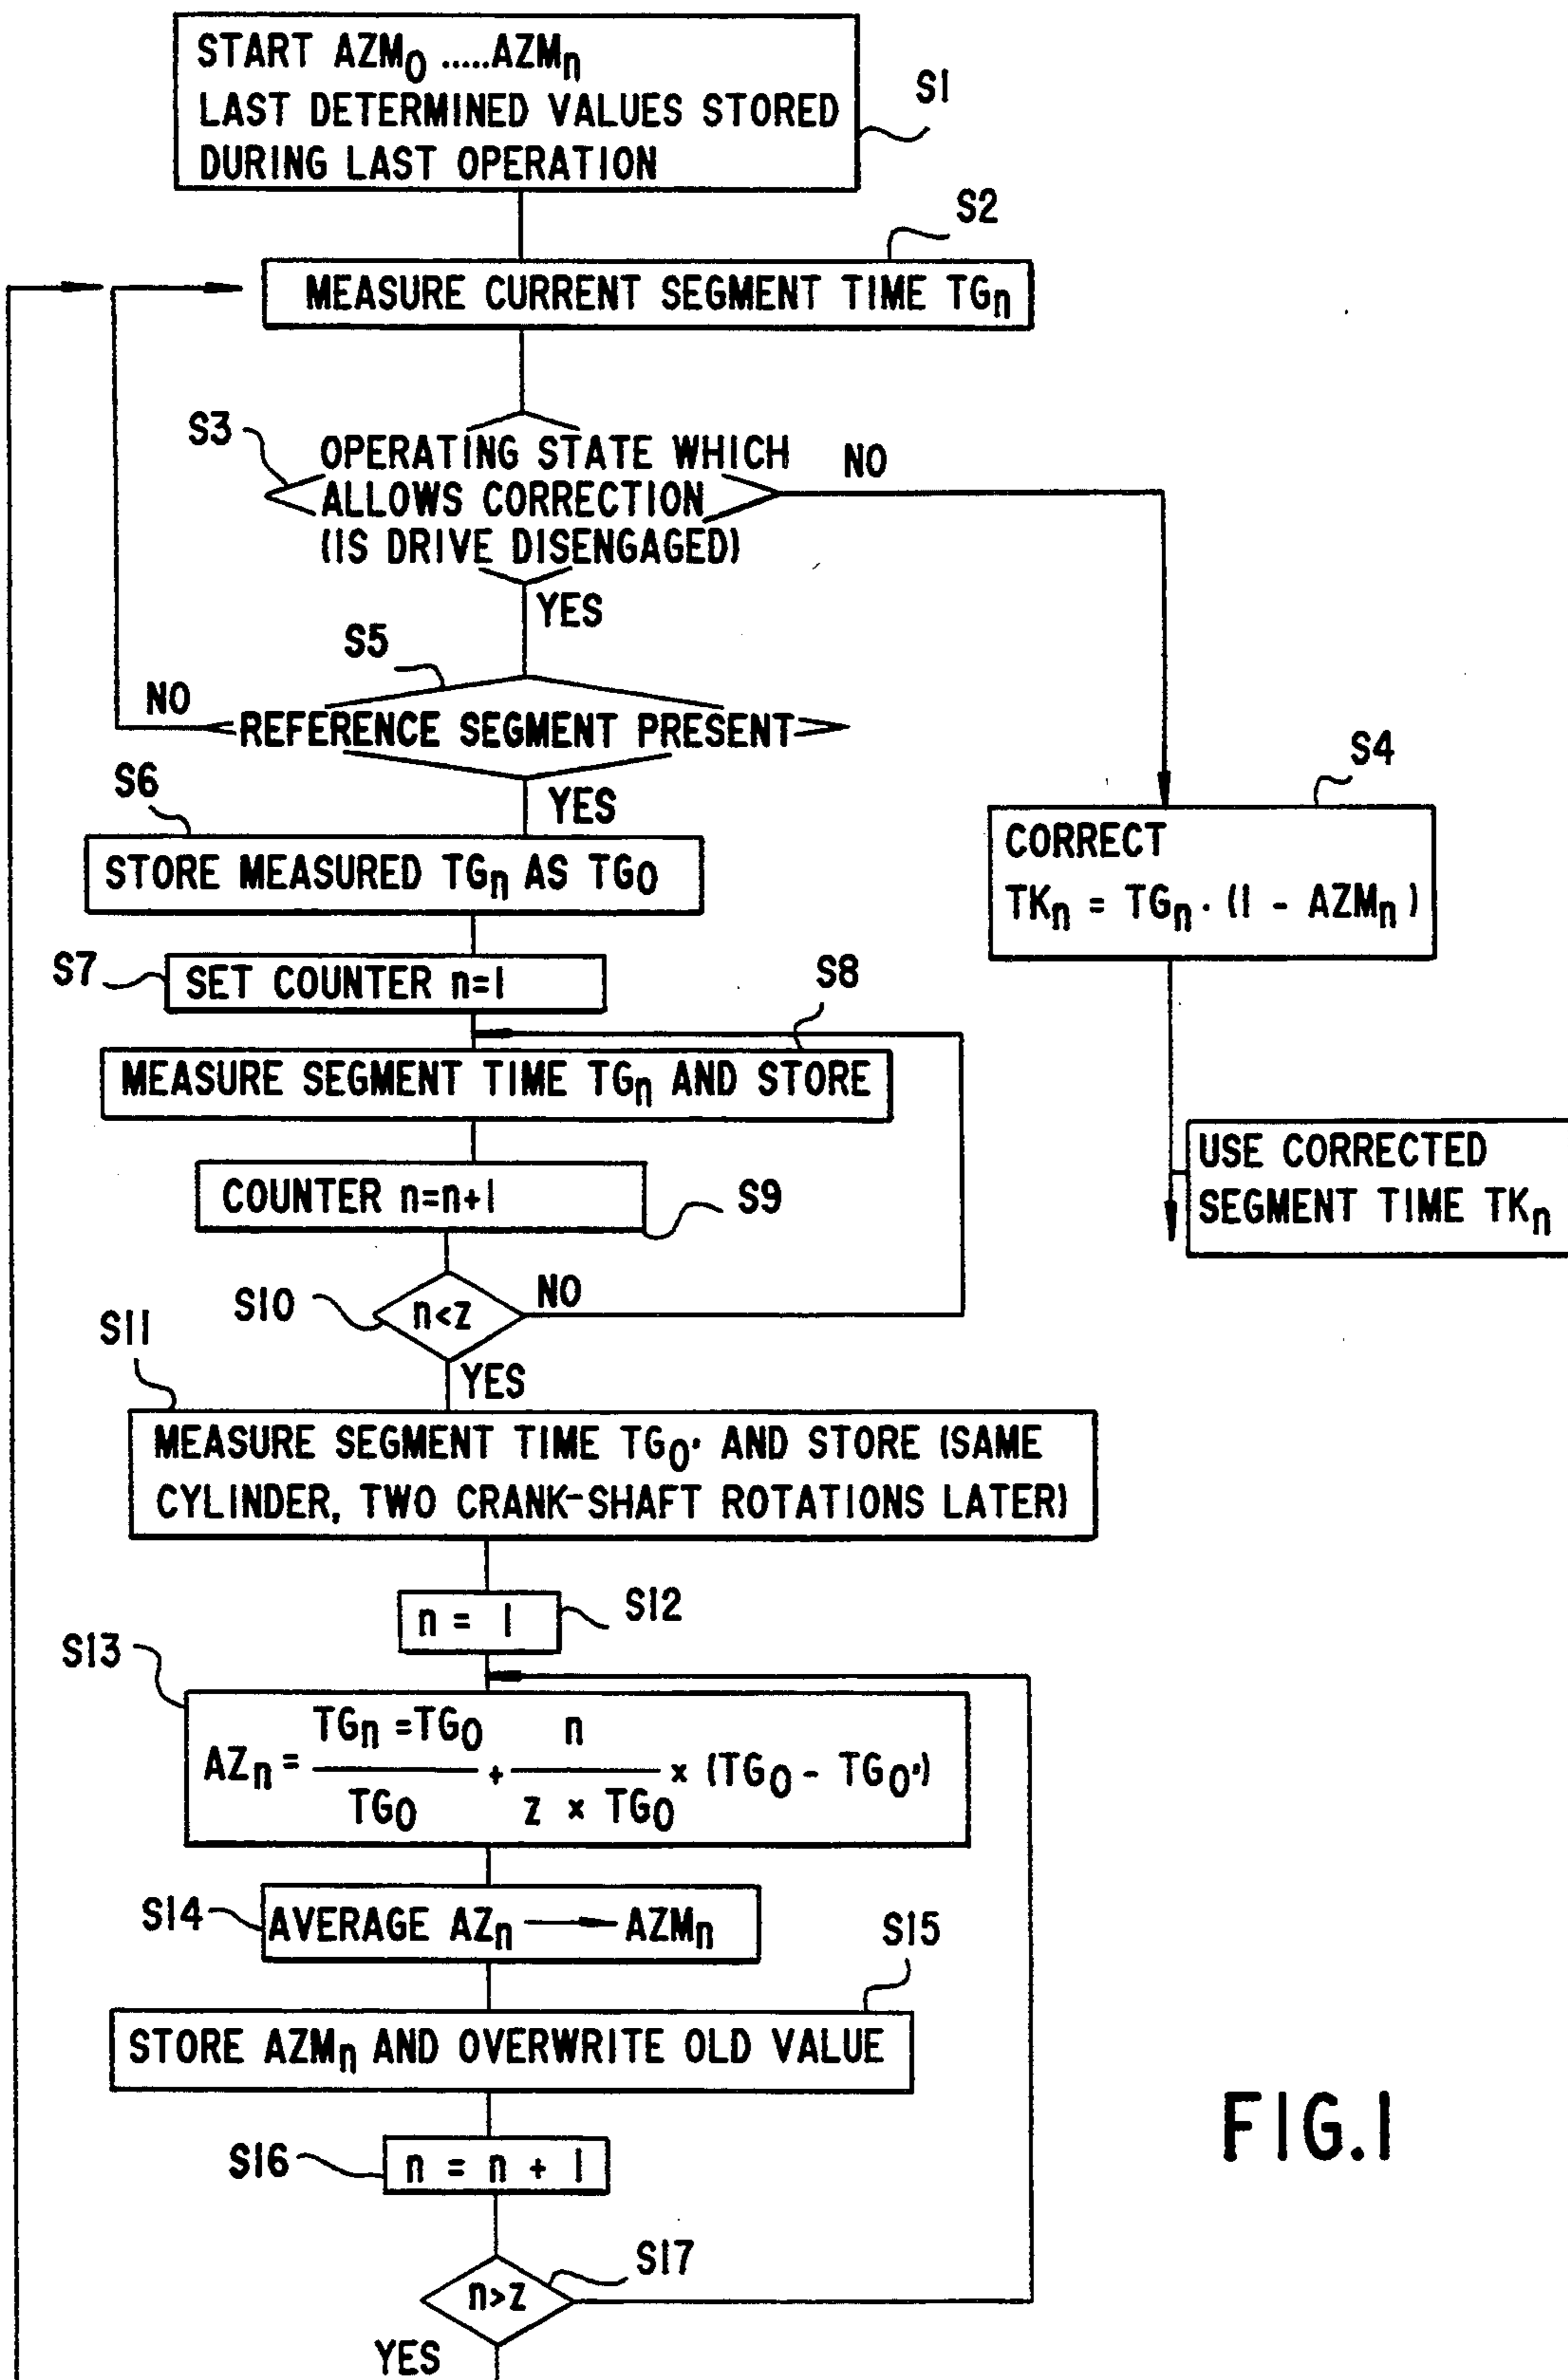 START AZM₀ .....AZMₙ
LAST DETERMINED VALUES STORED
DURING LAST OPERATION
S1
S2
MEASURE CURRENT SEGMENT TIME TGₙ
S3
OPERATING STATE WHICH
ALLOWS CORRECTION
(IS DRIVE DISENGAGED)
NO
YES
S5
NO
REFERENCE SEGMENT PRESENT
YES
S4
CORRECT
TKₙ = TGₙ · (1 - AZMₙ)
S6
STORE MEASURED TGₙ AS TG₀
S7
SET COUNTER n=1
S8
MEASURE SEGMENT TIME TGₙ AND STORE
USE CORRECTED
SEGMENT TIME TKₙ
COUNTER n=n+1
S9
S10
n<z
NO
YES
S11
MEASURE SEGMENT TIME TG₀' AND STORE (SAME
CYLINDER, TWO CRANK-SHAFT ROTATIONS LATER)
n = 1
S12
S13
TGₙ =TG₀ n
AZₙ = + × (TG₀ - TG₀')
TG₀ z × TG₀
S14
AVERAGE AZₙ → AZMₙ
S15
STORE AZMₙ AND OVERWRITE OLD VALUE
S16
n = n + 1
S17
n>z
YES
FIG.1